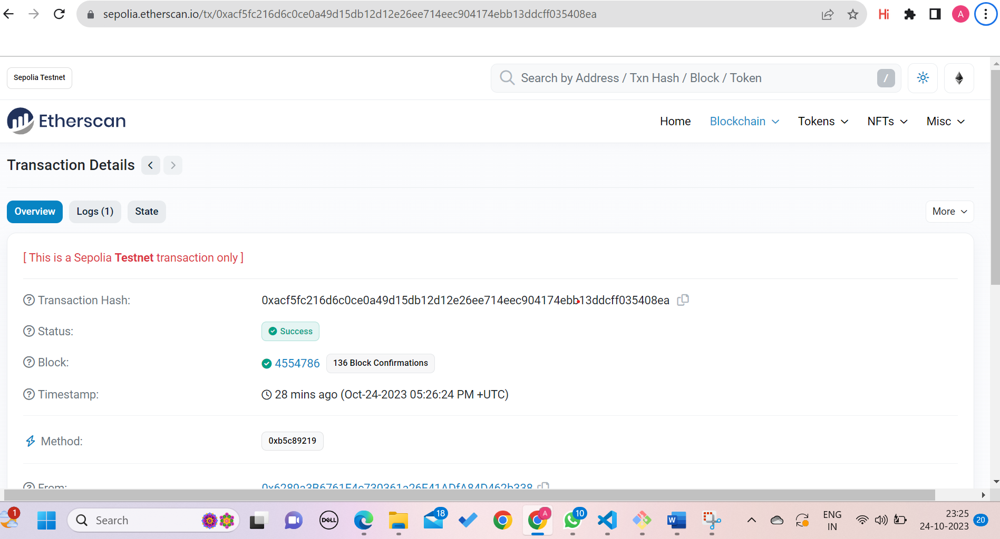 sepolia.etherscan.io/tx/0xacf5fc216d6c0ce0a49d15db12d12e26ee714eec904174ebb13ddcff035408ea
Hi
A
Sepolia Testnet
Search by Address / Txn Hash / Block / Token
/
Etherscan
Home Blockchain Tokens NFTs Misc
Transaction Details
Overview Logs (1) State
More
[ This is a Sepolia Testnet transaction only ]
Transaction Hash: 0xacf5fc216d6c0ce0a49d15db12d12e26ee714eec904174ebb13ddcff035408ea
Status: Success
Block: 4554786 136 Block Confirmations
Timestamp: 28 mins ago (Oct-24-2023 05:26:24 PM +UTC)
Method: 0xb5c89219
From: 0x6289a3B6761E4c730361a26E41ADfA84D462b338
1
Search
DELL
18
A
10
W
ENG
IN
23:25
24-10-2023
20